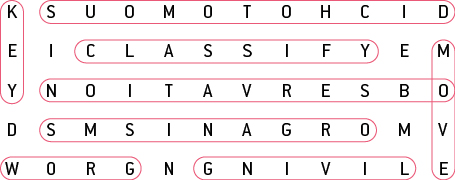 K S U O M O T O H C I D
E I C L A S S I F Y E M
Y N O I T A V R E S B O
D S M S I N A G R O M V
W O R G N G N I V I L E